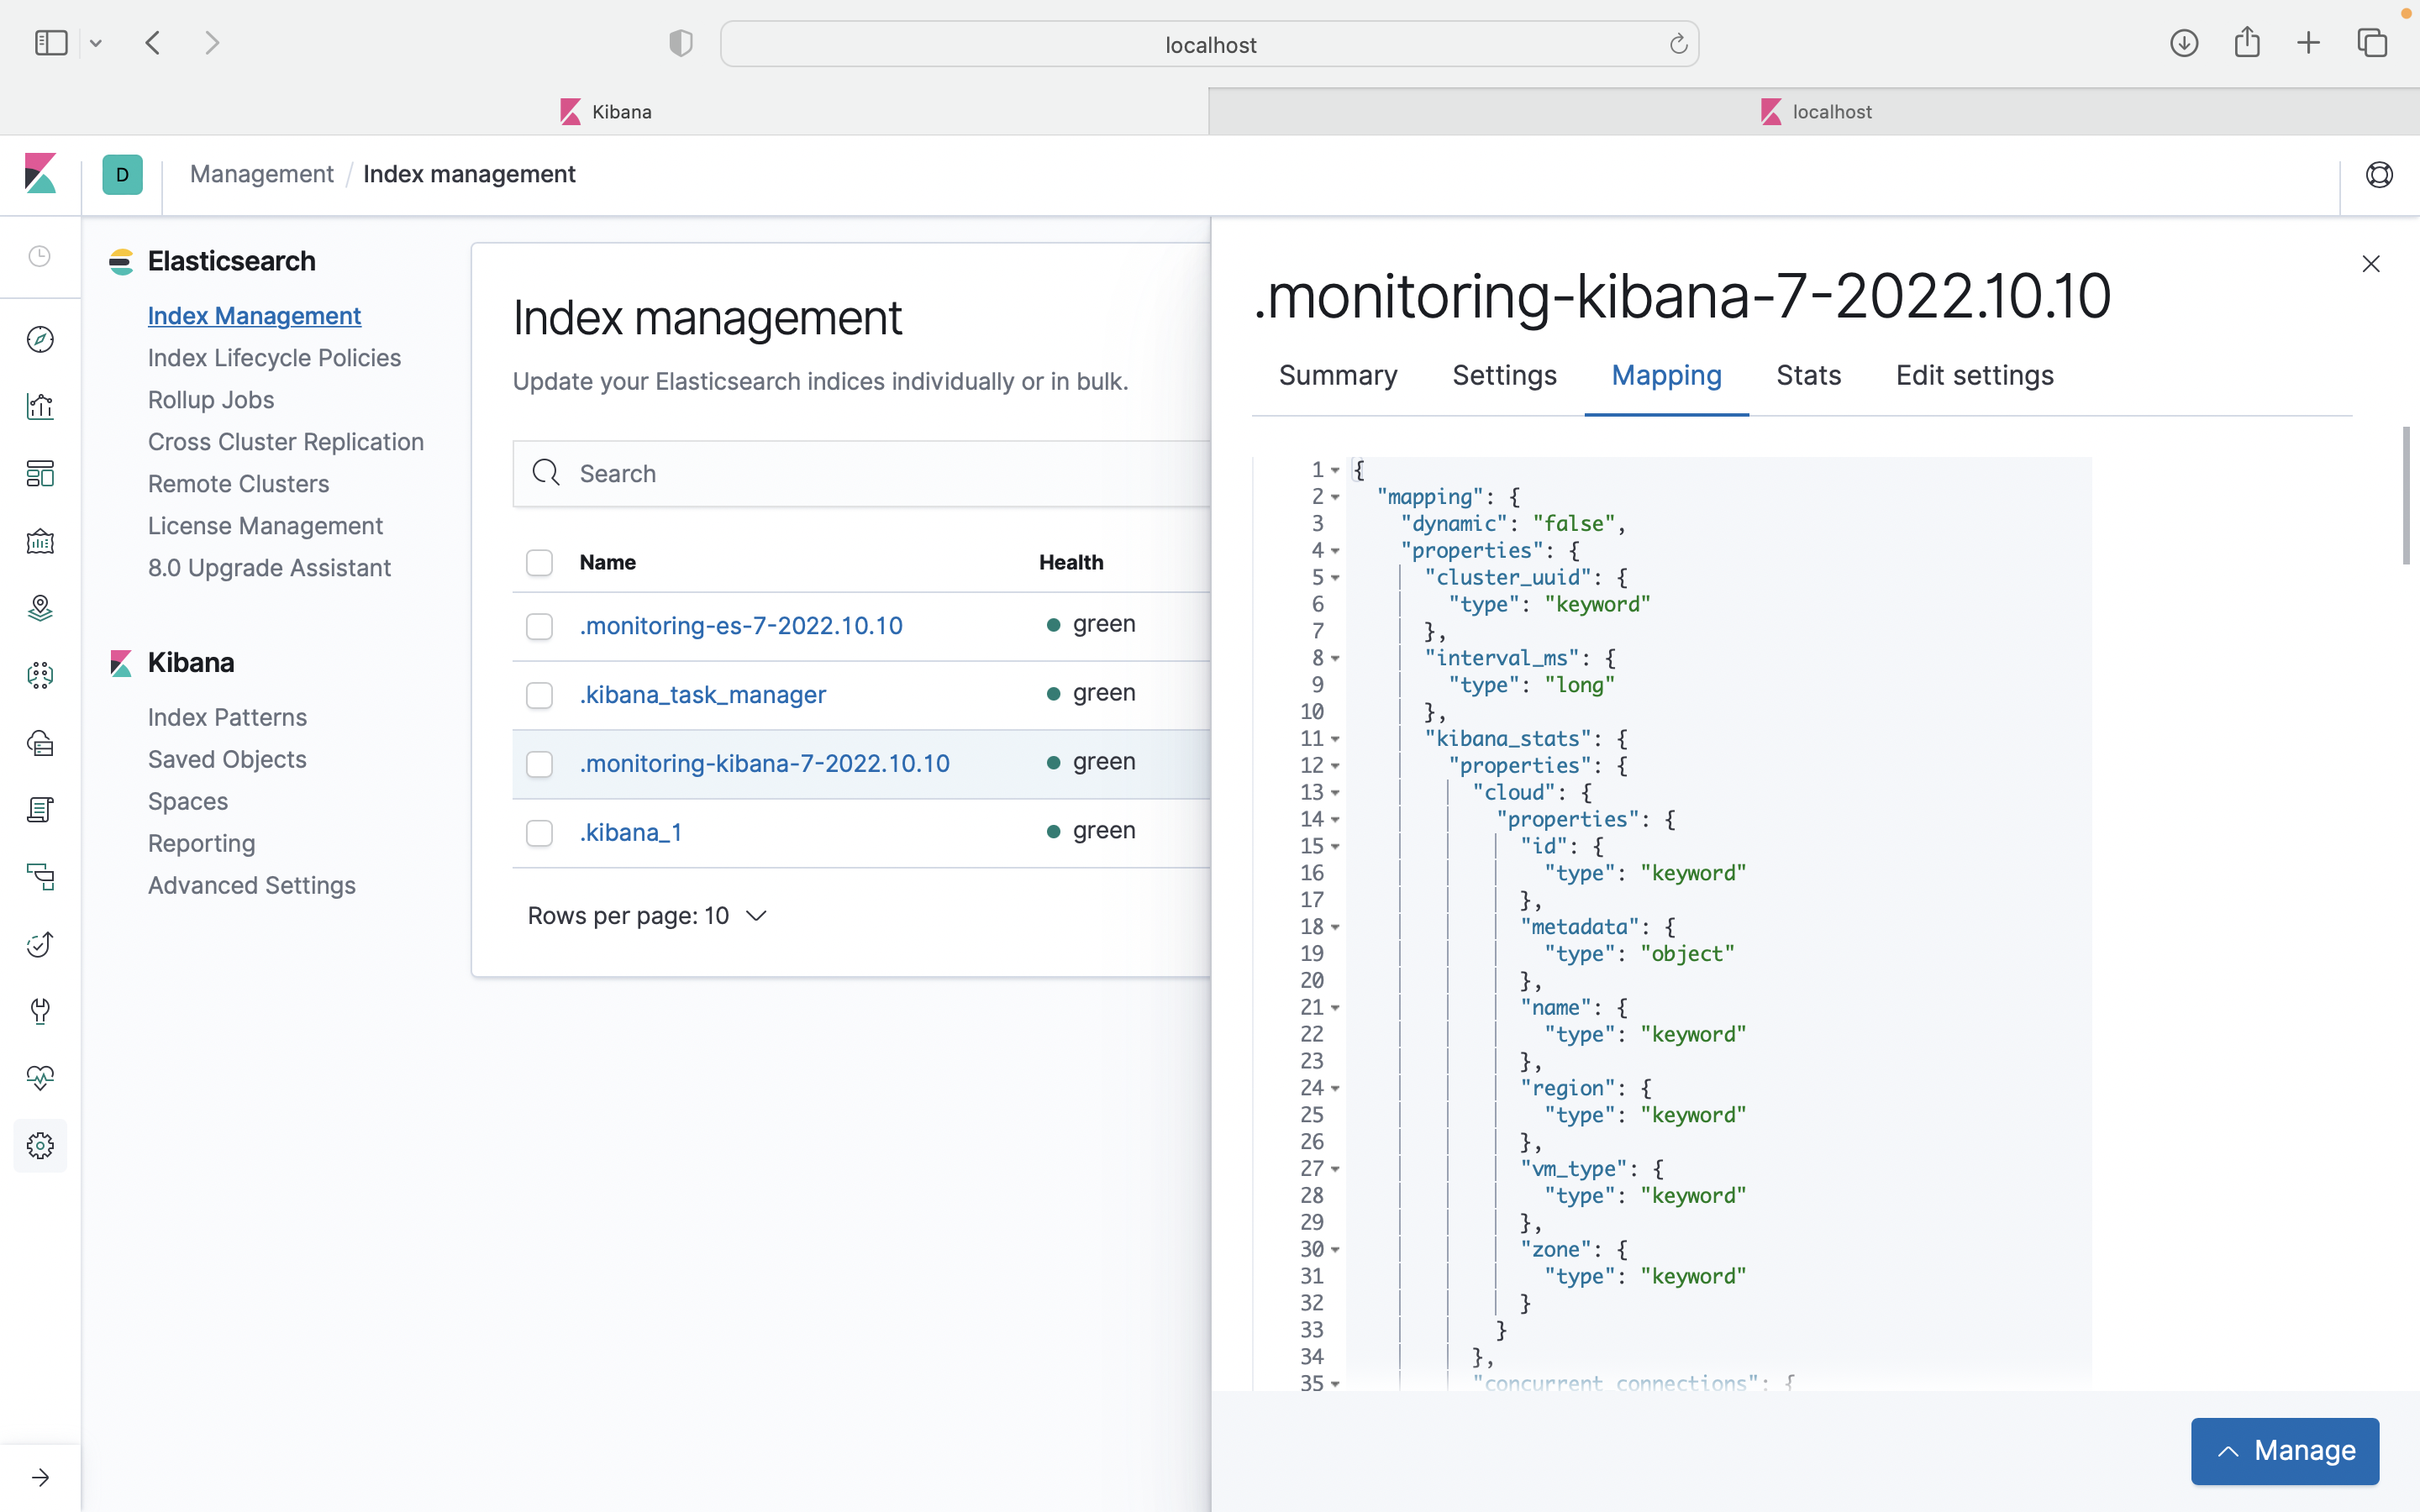 localhost
Kibana
localhost
D
Management / Index management
Elasticsearch
Index Management
Index Lifecycle Policies
Rollup Jobs
Cross Cluster Replication
Remote Clusters
License Management
8.0 Upgrade Assistant
Kibana
Index Patterns
Saved Objects
Spaces
Reporting
Advanced Settings
Index management
Update your Elasticsearch indices individually or in bulk.
Search
Name Health
.monitoring-es-7-2022.10.10 green
.kibana_task_manager green
.monitoring-kibana-7-2022.10.10 green
.kibana_1 green
Rows per page: 10
.monitoring-kibana-7-2022.10.10
Summary Settings Mapping Stats Edit settings
1 {
2 "mapping": {
3 "dynamic": "false",
4 "properties": {
5 "cluster_uuid": {
6 "type": "keyword"
7 },
8 "interval_ms": {
9 "type": "long"
10 },
11 "kibana_stats": {
12 "properties": {
13 "cloud": {
14 "properties": {
15 "id": {
16 "type": "keyword"
17 },
18 "metadata": {
19 "type": "object"
20 },
21 "name": {
22 "type": "keyword"
23 },
24 "region": {
25 "type": "keyword"
26 },
27 "vm_type": {
28 "type": "keyword"
29 },
30 "zone": {
31 "type": "keyword"
32 }
33 }
34 },
35 "concurrent_connections": {
Manage